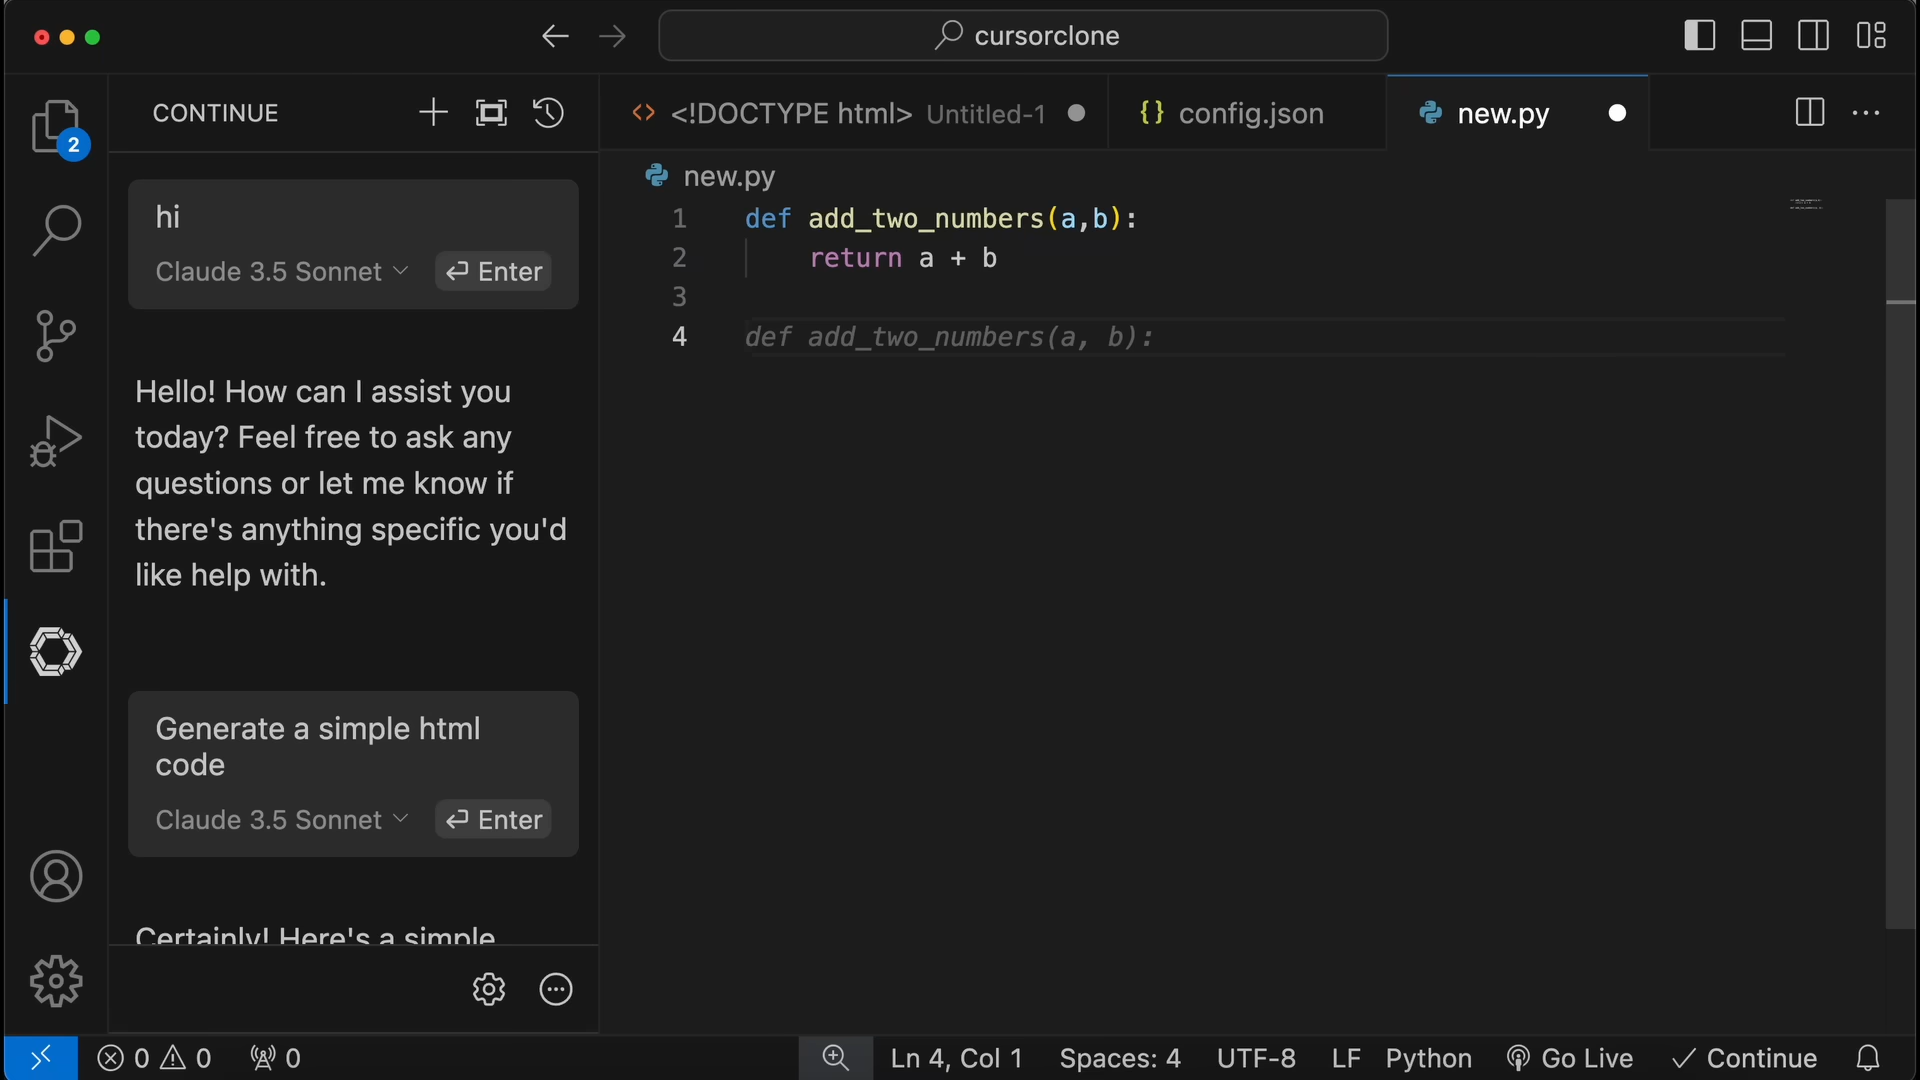 cursorclone
2
CONTINUE
hi
Claude 3.5 Sonnet
Enter
Hello! How can I assist you
today? Feel free to ask any
questions or let me know if
there's anything specific you'd
like help with.
Generate a simple html
code
Claude 3.5 Sonnet
Enter
Certainly! Here's a simple
<!DOCTYPE html> Untitled-1
{} config.json
new.py
new.py
1 def add_two_numbers(a,b):
2 return a + b
3
4 def add_two_numbers(a, b):
0 0 0
Ln 4, Col 1 Spaces: 4 UTF-8 LF Python Go Live Continue